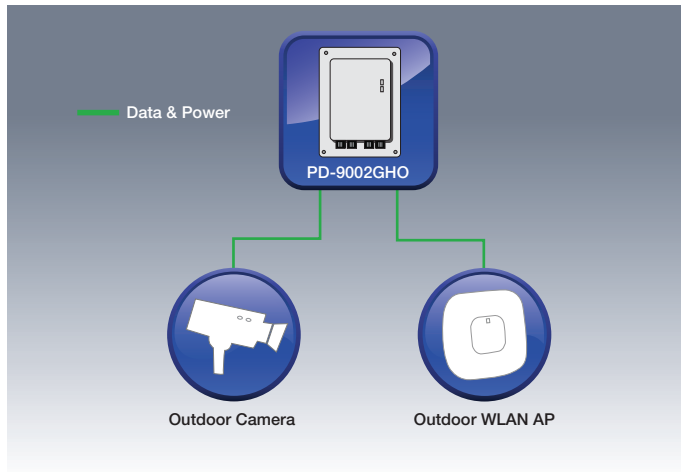 Data & Power
PD-9002GHO
Outdoor Camera
Outdoor WLAN AP